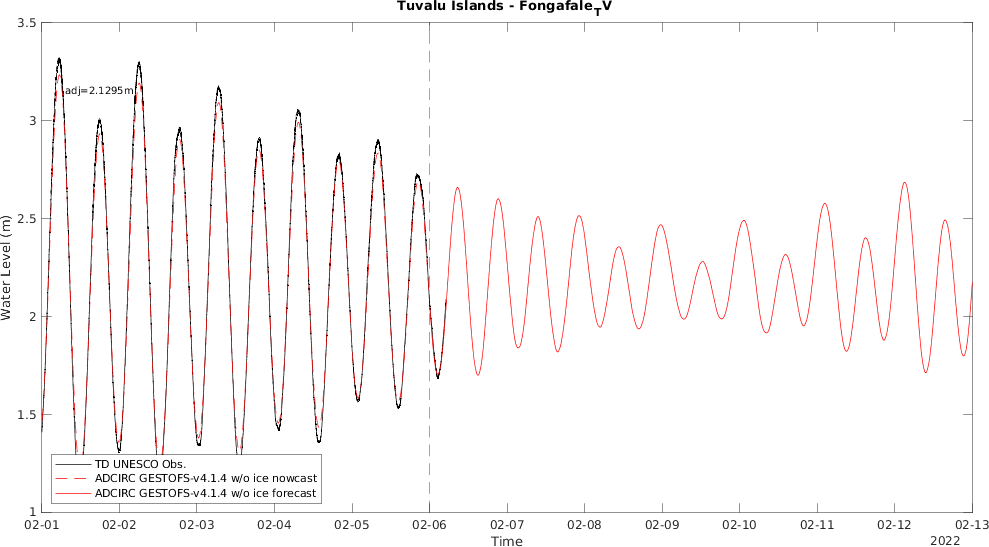 Tuvalu Islands - Fongafale_TV
adj=2.1295m
Water Level (m)
3.5
3
2.5
2
1.5
1
TD UNESCO Obs.
ADCIRC GESTOFS-v4.1.4 w/o ice nowcast
ADCIRC GESTOFS-v4.1.4 w/o ice forecast
02-01 02-02 02-03 02-04 02-05 02-06 02-07 02-08 02-09 02-10 02-11 02-12 02-13
Time
2022